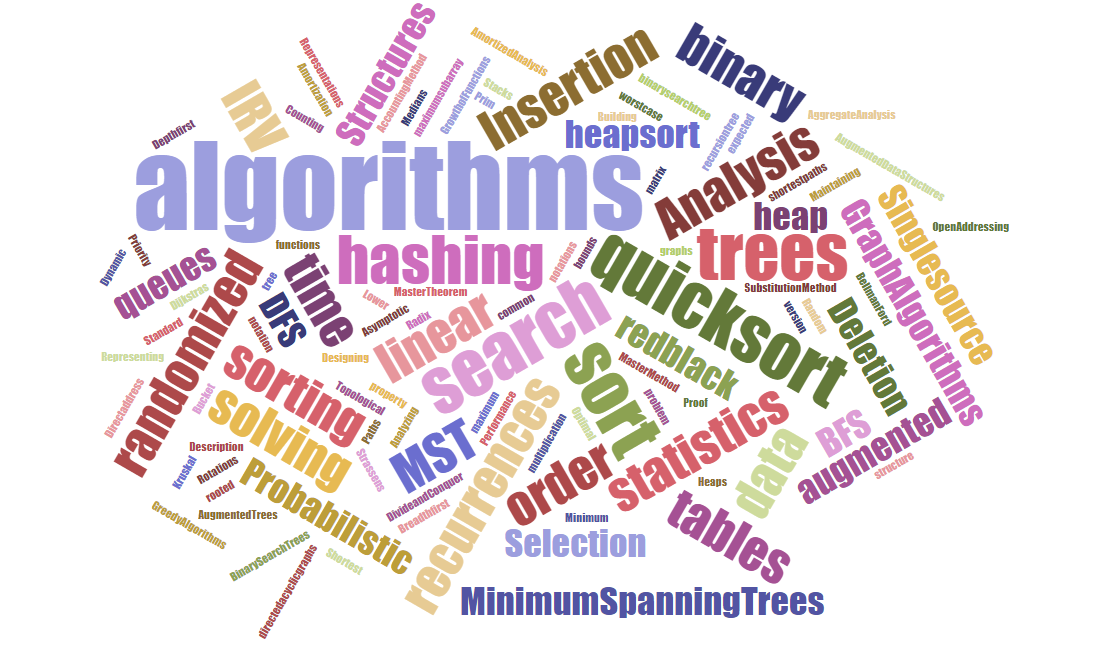 Structures
Insertion
binary
IRV
Representations
Amortization
Counting
AccountingMethod
Medians
maximumsubarray
GrowthofFunctions
AmortizedAnalysis
Stacks
Prim
binarysearchtree
worstcase
Building
heapsort
recursiontree
expected
AggregateAnalysis
AugmentedDataStructures
Depthfirst
algorithms
matrix
Analysis
shortestpaths
Maintaining
Singlesource
OpenAddressing
GraphAlgorithms
heap
trees
graphs
Dynamic
Priority
queues
Dijkstras
functions
tree
time
DFS
notation
hashing
MasterTheorem
Lower
Asymptotic
Radix
common
notations
bounds
quicksort
SubstitutionMethod
version
Random
BellmanFord
Deletion
Standard
Representing
randomized
Designing
linear
search
redblack
MasterMethod
sort
Directaddress
Bucket
sorting
solving
Topological
property
Paths
Analyzing
maximum
Performance
Optimal
problem
Proof
statistics
BFS
augmented
structure
Description
Kruskal
Rotations
rooted
Strassens
MST
recurrences
multiplication
order
data
Heaps
GreedyAlgorithms
AugmentedTrees
Probabilistic
DivideandConquer
Breadthfirst
Minimum
Selection
tables
BinarySearchTrees
Shortest
directedacyclicgraphs
MinimumSpanningTrees